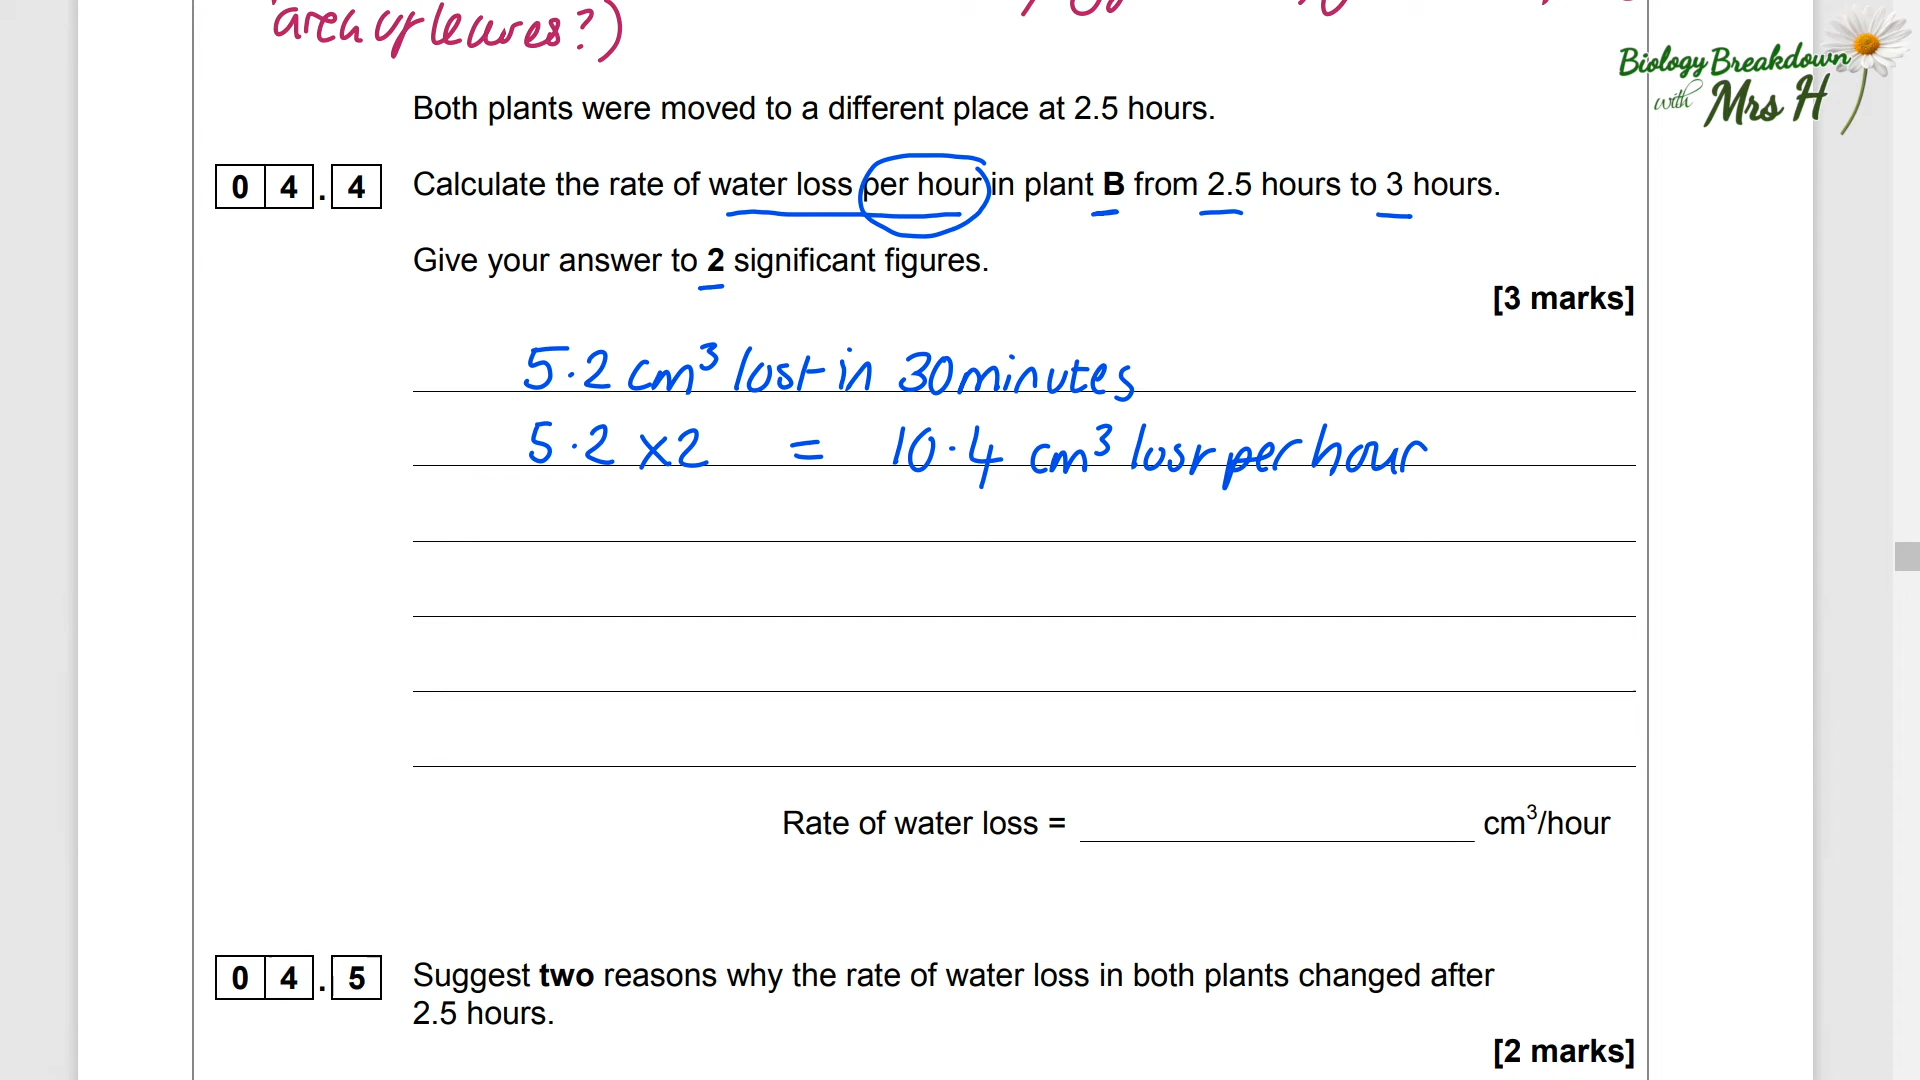 area of leaves?)
Biology Breakdown
with Mrs H
Both plants were moved to a different place at 2.5 hours.
0 4 . 4 Calculate the rate of water loss per hour in plant B from 2.5 hours to 3 hours.
Give your answer to 2 significant figures.
[3 marks]
5.2 cm³ lost in 30 minutes
5.2 x2 = 10.4 cm³ lost per hour
Rate of water loss = cm³/hour
0 4 . 5 Suggest two reasons why the rate of water loss in both plants changed after
2.5 hours.
[2 marks]